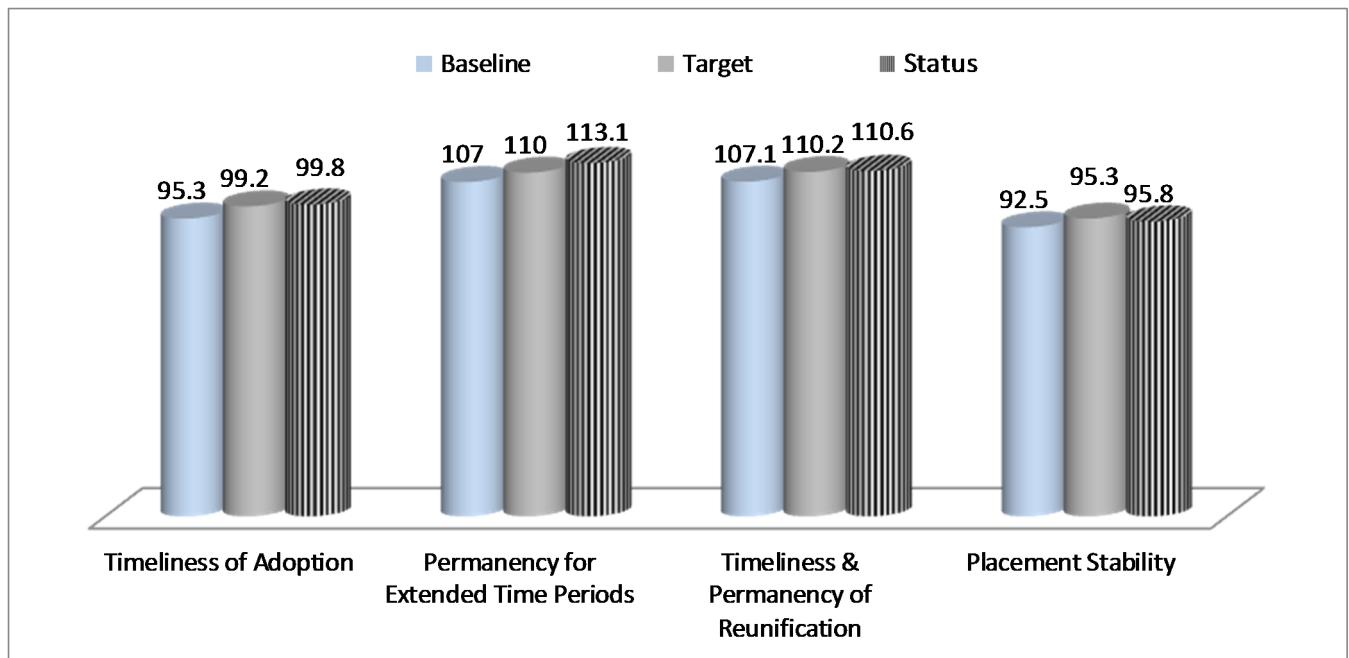 Baseline Target Status
95.3 99.2 99.8
107 110 113.1
107.1 110.2 110.6
92.5 95.3 95.8
Timeliness of Adoption
Permanency for
Extended Time Periods
Timeliness &
Permanency of
Reunification
Placement Stability